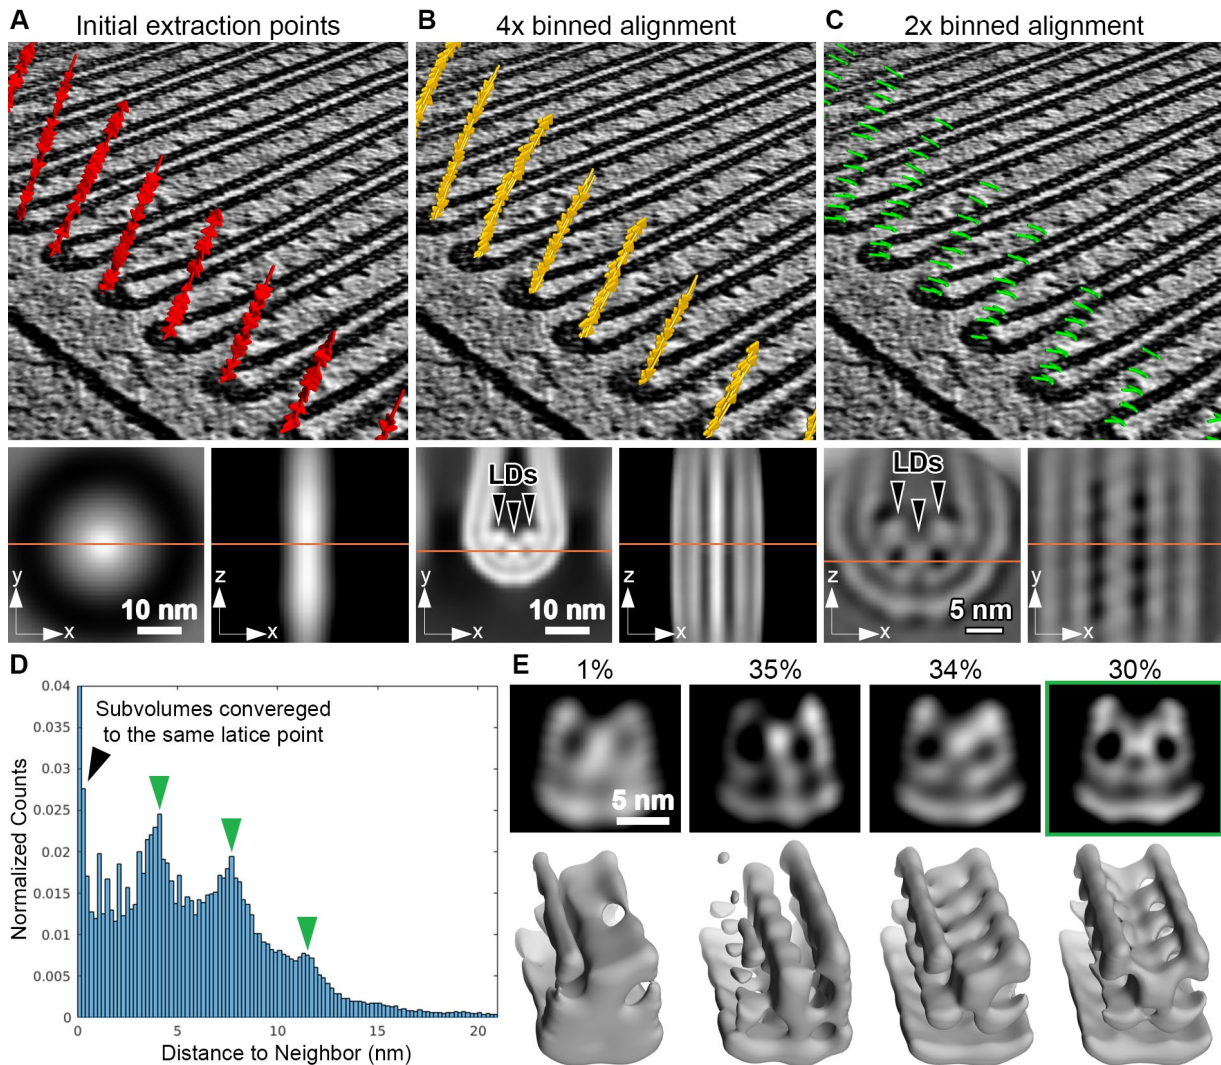 A Initial extraction points
B 4x binned alignment
C 2x binned alignment
y
x
10 nm
z
x
LDs
y
x
10 nm
z
x
LDs
y
x
5 nm
y
x
D
0.04
0.035
0.03
0.025
0.02
0.015
0.01
0.005
0
Normalized Counts
Subvolumes convereged
to the same latice point
0 5 10 15 20
Distance to Neighbor (nm)
E 1% 35% 34% 30%
5 nm